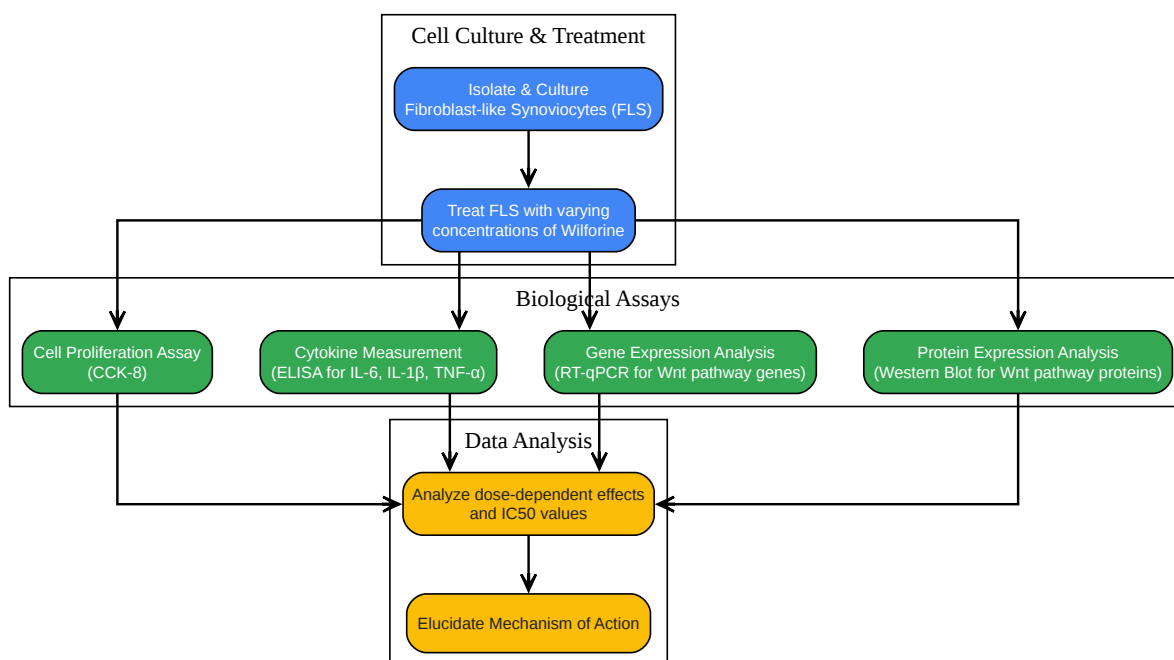 Cell Culture & Treatment
Isolate & Culture
Fibroblast-like Synoviocytes (FLS)
Treat FLS with varying
concentrations of Wilforine
Biological Assays
Cell Proliferation Assay
(CCK-8)
Cytokine Measurement
(ELISA for IL-6, IL-1β, TNF-α)
Gene Expression Analysis
(RT-qPCR for Wnt pathway genes)
Protein Expression Analysis
(Western Blot for Wnt pathway proteins)
Data Analysis
Analyze dose-dependent effects
and IC50 values
Elucidate Mechanism of Action